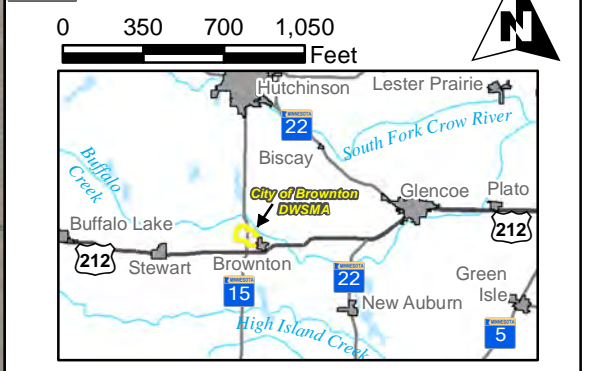 0 350 700 1,050
Feet
N
Hutchinson
Lester Prairie
MINNESOTA
22
South Fork Crow River
Biscay
Buffalo
Creek
City of Brownton
DWSMA
Glencoe
Plato
Buffalo Lake
212
212
Stewart
Brownton
MINNESOTA
15
MINNESOTA
22
Green
Isle
New Auburn
High Island Creek
MINNESOTA
5